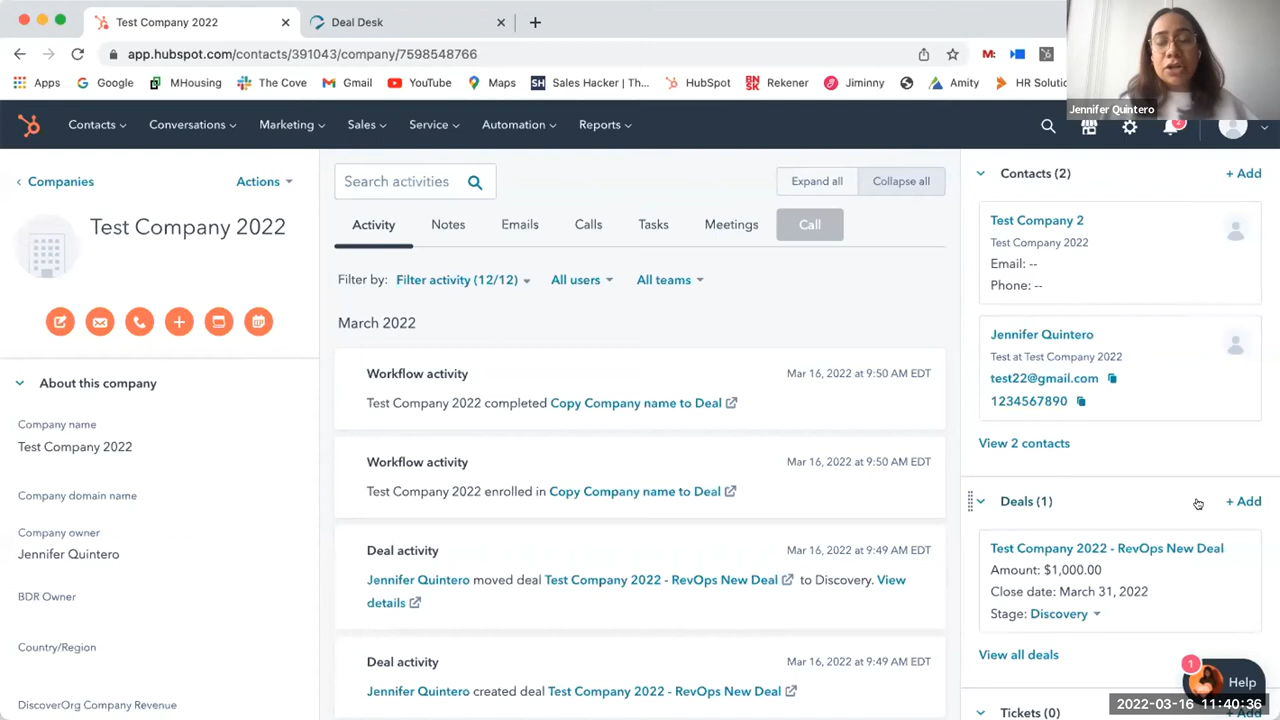 Test Company 2022
Deal Desk
app.hubspot.com/contacts/391043/company/7598548766
Apps
Google
MHousing
The Cove
Gmail
YouTube
Maps
SH
Sales Hacker | Th...
HubSpot
Rekener
Jiminny
Amity
HR Soluti
M:
Jennifer Quintero
Contacts
Conversations
Marketing
Sales
Service
Automation
Reports
2
Companies
Actions
Test Company 2022
About this company
Company name
Test Company 2022
Company domain name
Company owner
Jennifer Quintero
BDR Owner
Country/Region
DiscoverOrg Company Revenue
Search activities
Expand all
Collapse all
Activity
Notes
Emails
Calls
Tasks
Meetings
Call
Filter by: Filter activity (12/12) All users All teams
March 2022
Workflow activity
Mar 16, 2022 at 9:50 AM EDT
Test Company 2022 completed Copy Company name to Deal
Workflow activity
Mar 16, 2022 at 9:50 AM EDT
Test Company 2022 enrolled in Copy Company name to Deal
Deal activity
Mar 16, 2022 at 9:49 AM EDT
Jennifer Quintero moved deal Test Company 2022 - RevOps New Deal to Discovery. View
details
Deal activity
Mar 16, 2022 at 9:49 AM EDT
Jennifer Quintero created deal Test Company 2022 - RevOps New Deal
Contacts (2)
+ Add
Test Company 2
Test Company 2022
Email: --
Phone: --
Jennifer Quintero
Test at Test Company 2022
test22@gmail.com
1234567890
View 2 contacts
Deals (1)
+ Add
Test Company 2022 - RevOps New Deal
Amount: $1,000.00
Close date: March 31, 2022
Stage: Discovery
View all deals
1
Help
2022-03-16 11:40:36
Tickets (0)
+ Add